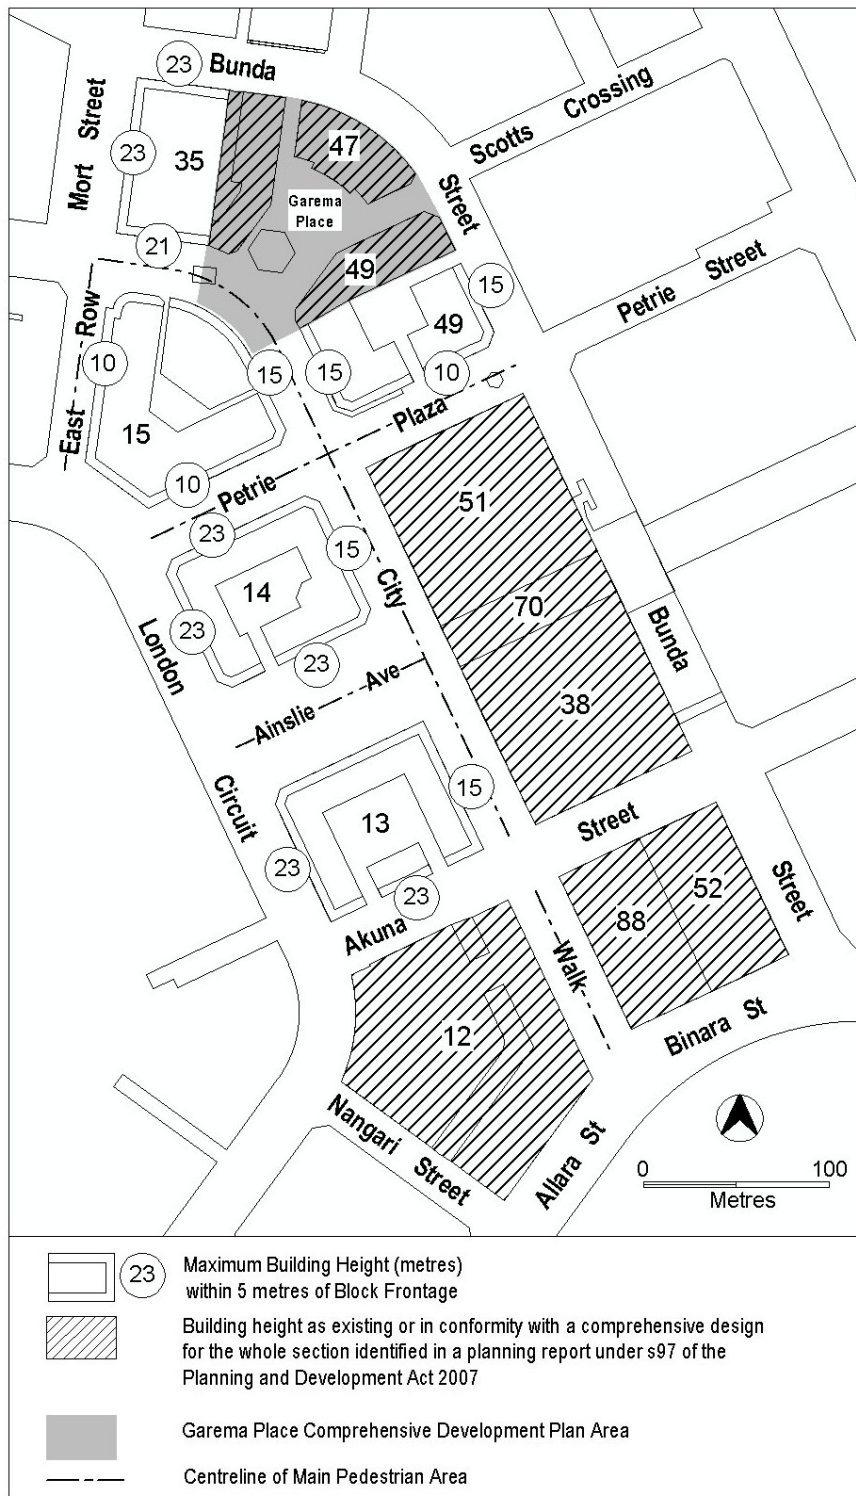 23
Bunda
Mort Street
23
35
47
Scotts Crossing
Street
Garema
Place
21
49
15
Petrie Street
East Row
49
10
15
15
10
15
Petrie Plaza
10
23
51
15
City
14
70
23
London
23
Bunda
Ainslie Ave
38
15
Circuit
13
Street
23
23
Akuna
52
Street
88
Walk
12
Binara St
Nangari Street
Allara St
0 100
Metres
23
Maximum Building Height (metres)
within 5 metres of Block Frontage
Building height as existing or in conformity with a comprehensive design
for the whole section identified in a planning report under s97 of the
Planning and Development Act 2007
Garema Place Comprehensive Development Plan Area
Centreline of Main Pedestrian Area